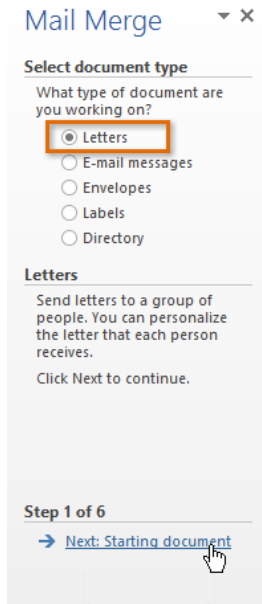 Mail Merge
Select document type
What type of document are
you working on?
Letters
E-mail messages
Envelopes
Labels
Directory
Letters
Send letters to a group of
people. You can personalize
the letter that each person
receives.
Click Next to continue.
Step 1 of 6
Next: Starting document